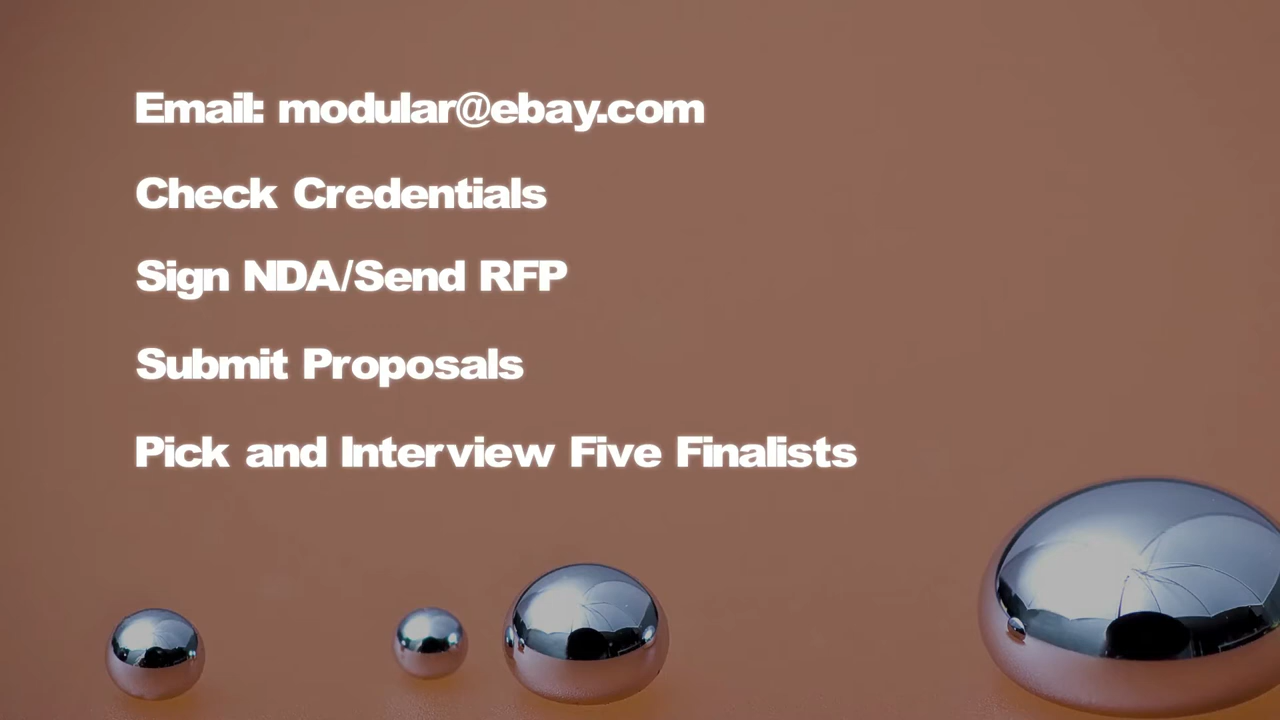 Email: modular@ebay.com
Check Credentials
Sign NDA/Send RFP
Submit Proposals
Pick and Interview Five Finalists